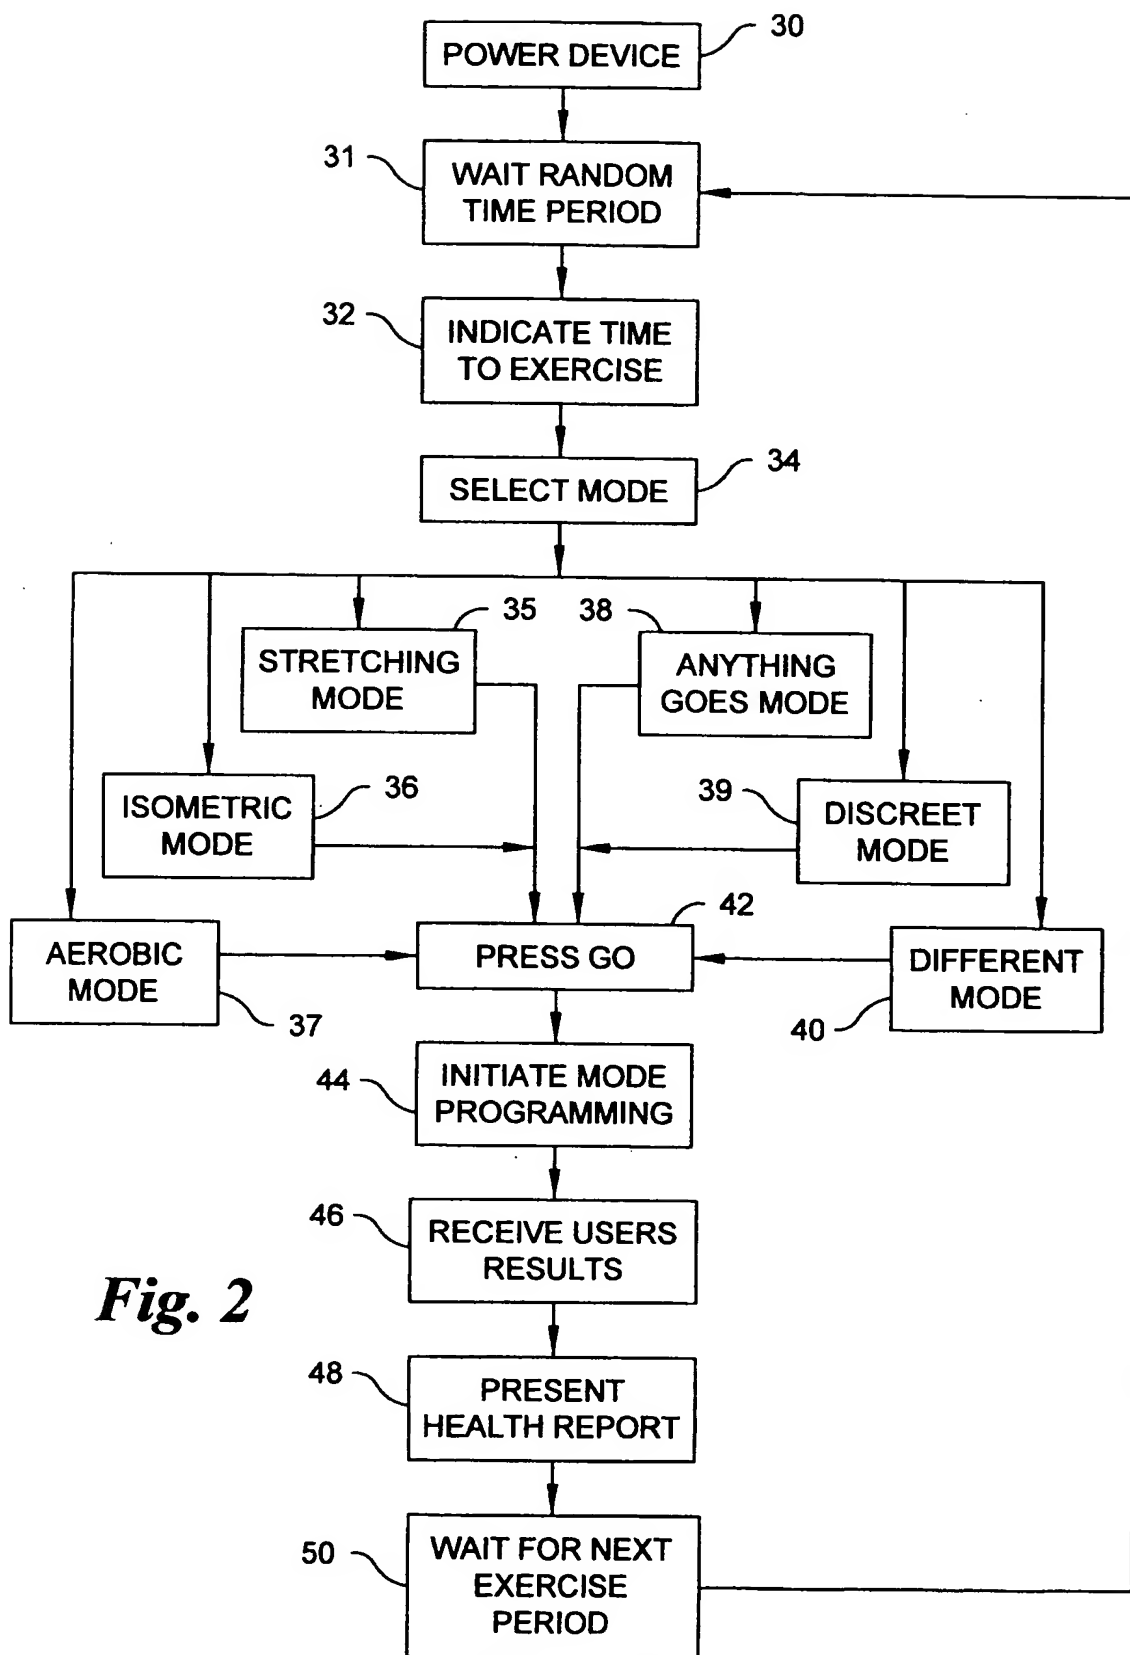 30
POWER DEVICE
31
WAIT RANDOM
TIME PERIOD
32
INDICATE TIME
TO EXERCISE
34
SELECT MODE
35
STRETCHING
MODE
38
ANYTHING
GOES MODE
36
ISOMETRIC
MODE
39
DISCREET
MODE
42
PRESS GO
AEROBIC
MODE
37
DIFFERENT
MODE
40
44
INITIATE MODE
PROGRAMMING
46
RECEIVE USERS
RESULTS
Fig. 2
48
PRESENT
HEALTH REPORT
50
WAIT FOR NEXT
EXERCISE
PERIOD